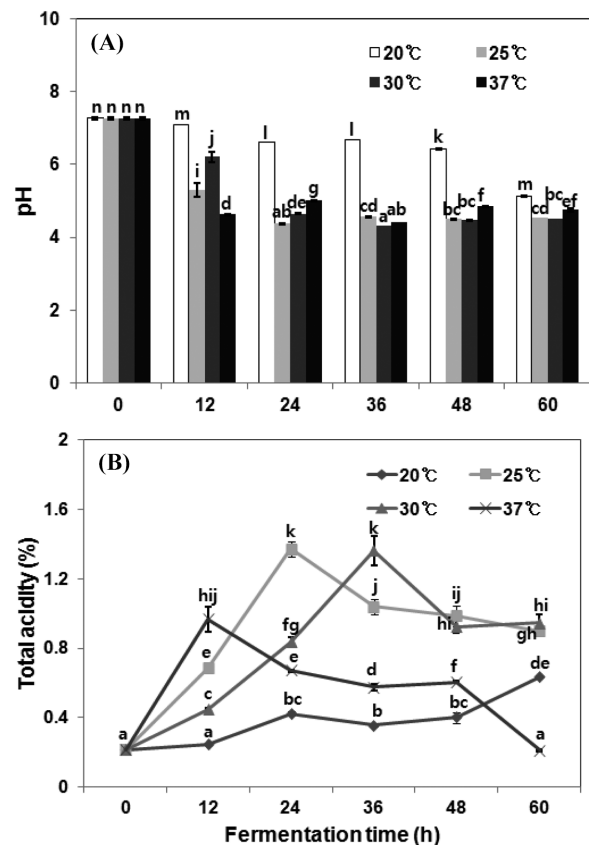 (A)
20℃ 25℃
30℃ 37℃
10
8
6
4
2
0
pH
n n n n
m
i
j
d
l
ab
de
g
l
cd
a
ab
k
bc
bc
f
m
cd
bc
ef
0 12 24 36 48 60
(B)
20℃ 25℃
30℃ 37℃
2
1.6
1.2
0.8
0.4
0
Total acidity (%)
a
hij
e
c
a
k
fg
e
bc
k
j
d
b
ij
hi
f
bc
hi
gh
de
a
0 12 24 36 48 60
Fermentation time (h)